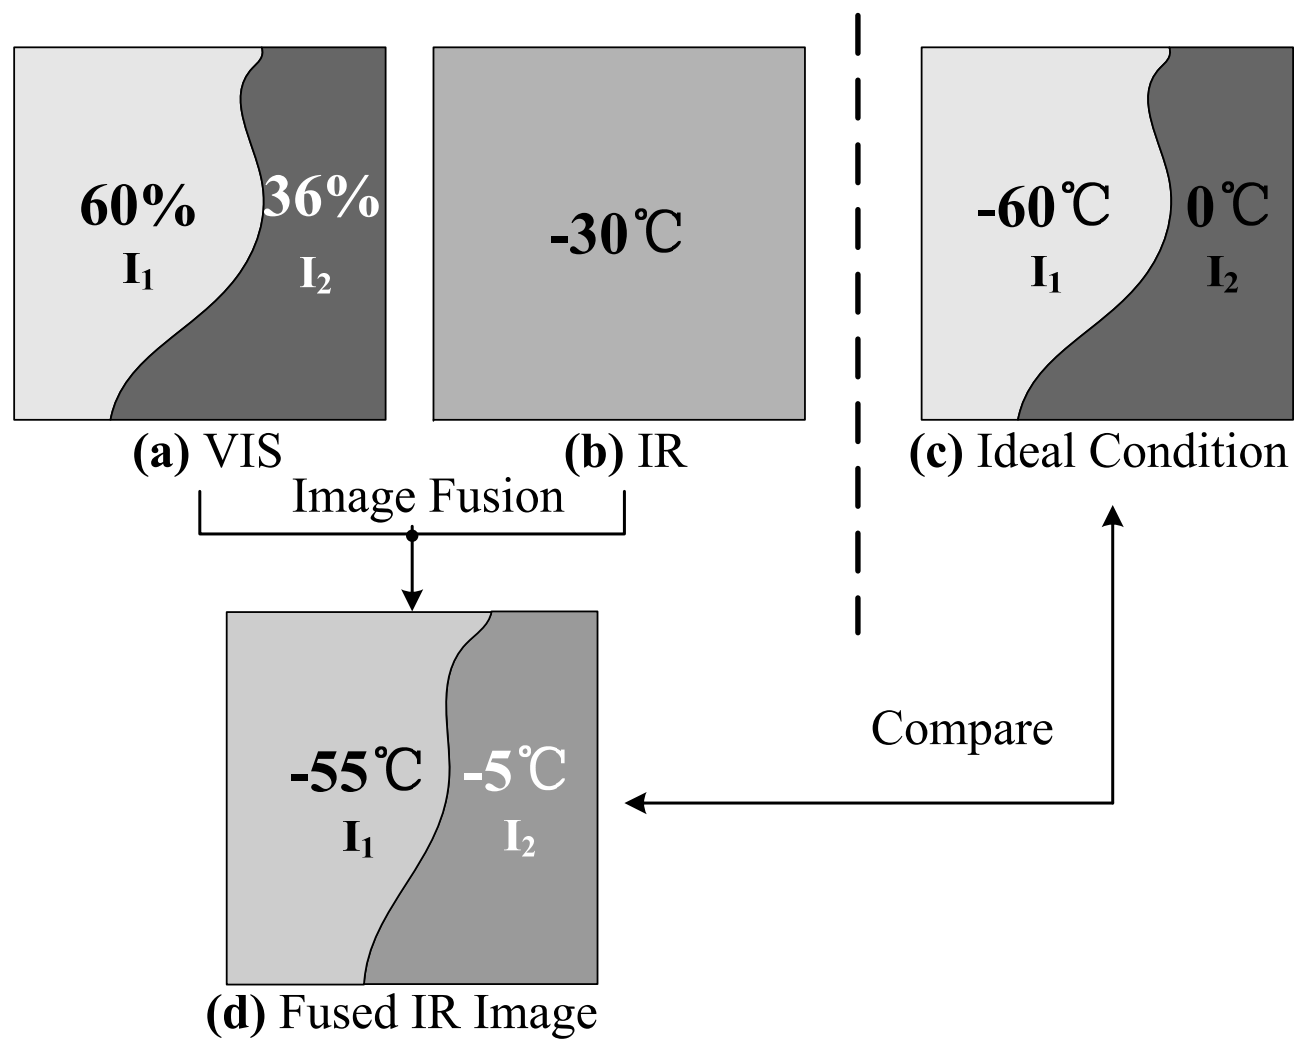 60%
I₁
36%
I₂
(a) VIS
-30℃
(b) IR
-60℃
I₁
0℃
I₂
(c) Ideal Condition
Image Fusion
-55℃
I₁
-5℃
I₂
(d) Fused IR Image
Compare